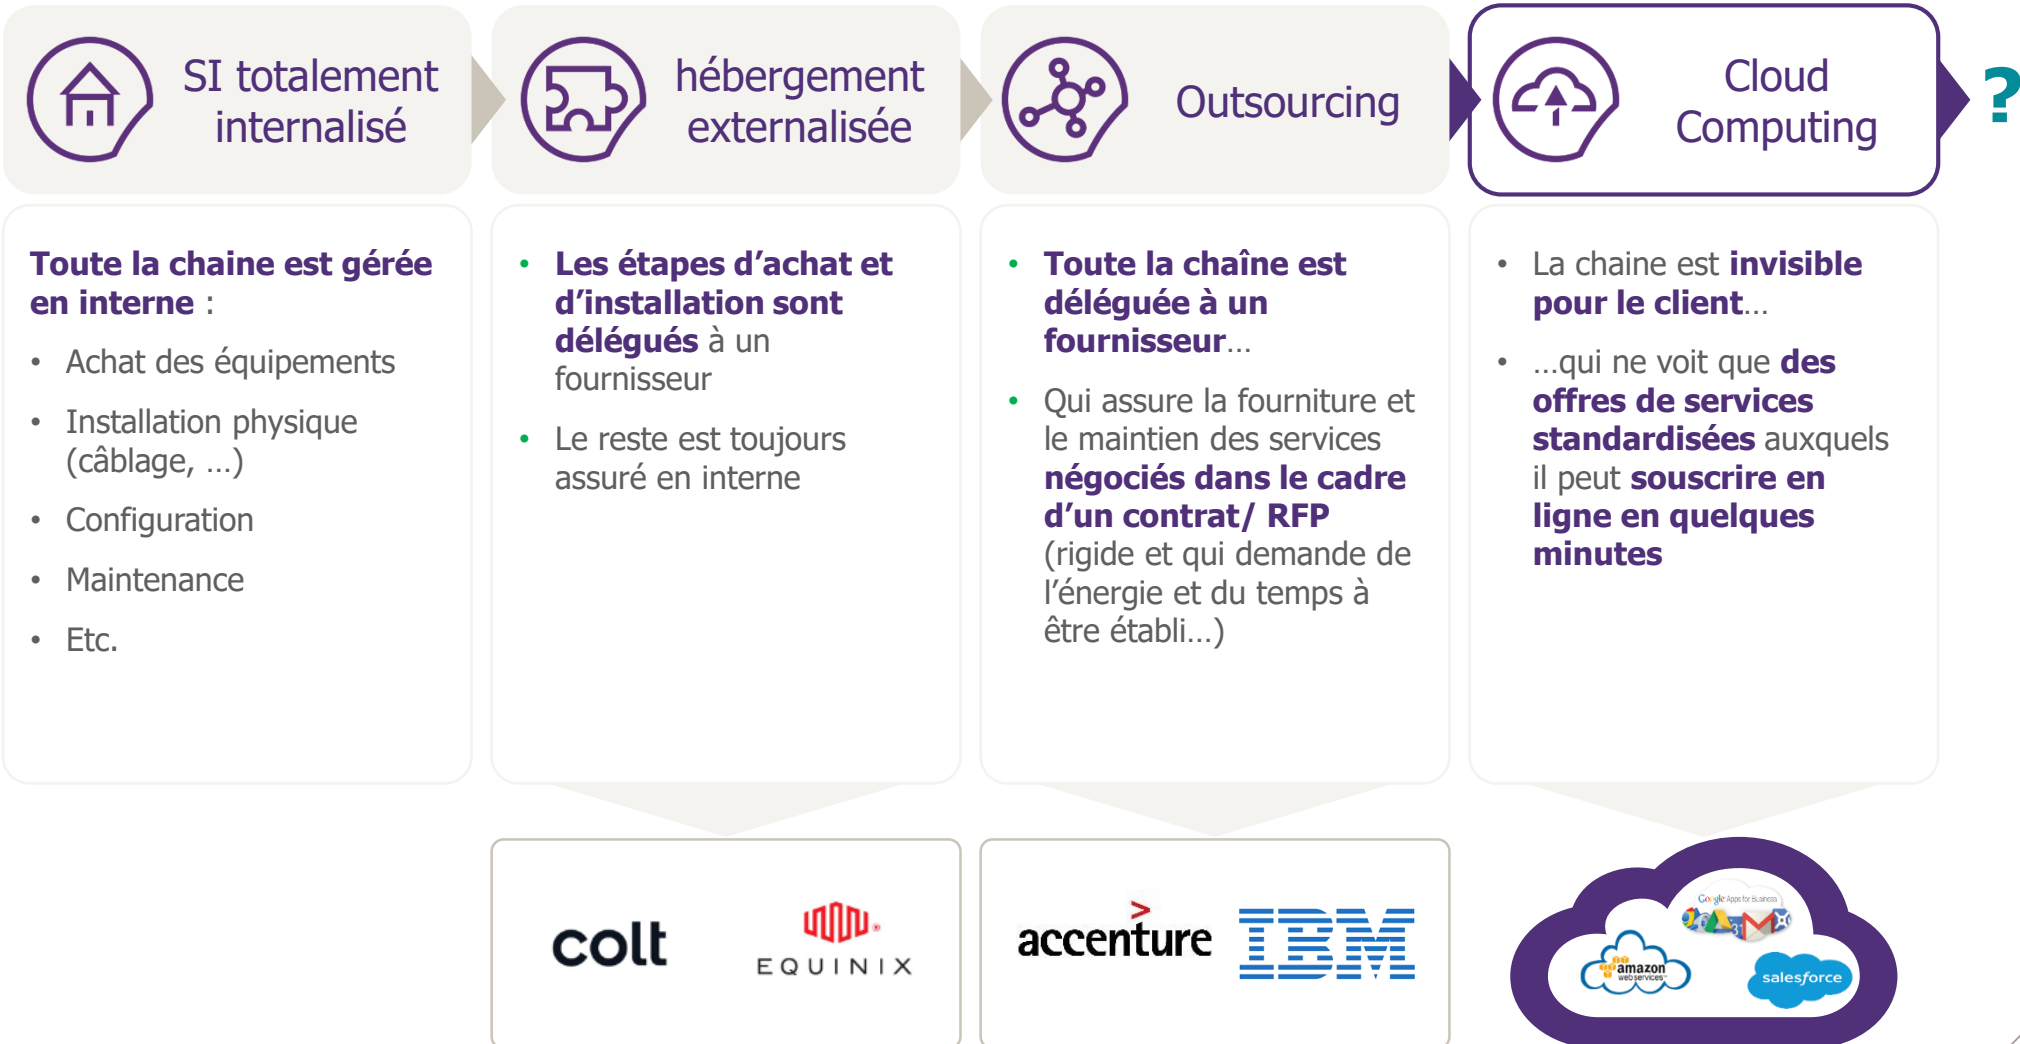 SI totalement
internalisé
hébergement
externalisée
Outsourcing
Cloud
Computing
?
Toute la chaine est gérée
en interne :
• Achat des équipements
• Installation physique
(câblage, …)
• Configuration
• Maintenance
• Etc.
• Les étapes d’achat et
d’installation sont
délégués à un
fournisseur
• Le reste est toujours
assuré en interne
• Toute la chaîne est
déléguée à un
fournisseur…
• Qui assure la fourniture et
le maintien des services
négociés dans le cadre
d’un contrat/ RFP
(rigide et qui demande de
l’énergie et du temps à
être établi…)
• La chaine est invisible
pour le client…
• …qui ne voit que des
offres de services
standardisées auxquels
il peut souscrire en
ligne en quelques
minutes
colt
EQUINIX
accenture
IBM
Google Apps for Business
31
amazon
web services
salesforce